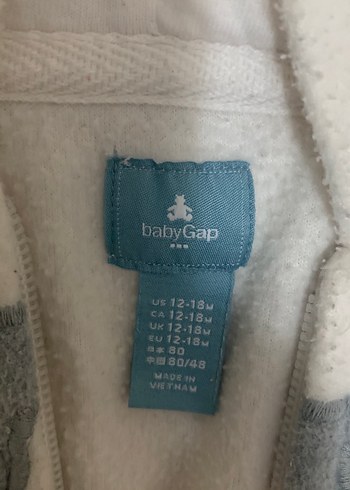 babyGap
US 12-18M
CA 12-18M
UK 12-18M
EU 12-18M
日本 80
中国 80/48
MADE IN
VIETNAM